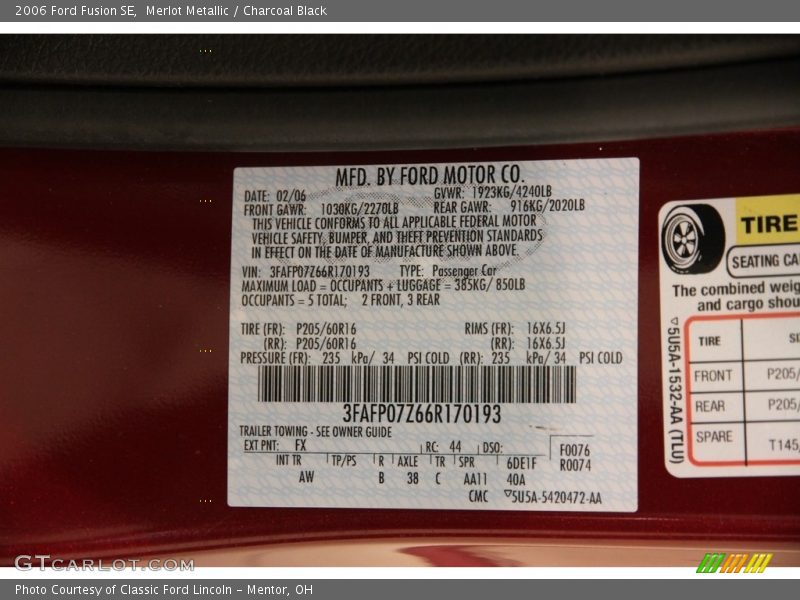 2006 Ford Fusion SE,  Merlot Metallic / Charcoal Black
MFD. BY FORD MOTOR CO.
DATE: 02/06 GVWR: 1923KG/4240LB
FRONT GAWR: 1030KG/2270LB REAR GAWR: 916KG/2020LB
THIS VEHICLE CONFORMS TO ALL APPLICABLE FEDERAL MOTOR
VEHICLE SAFETY, BUMPER, AND THEFT PREVENTION STANDARDS
IN EFFECT ON THE DATE OF MANUFACTURE SHOWN ABOVE.
VIN: 3FAFP07Z66R170193 TYPE: Passenger Car
MAXIMUM LOAD = OCCUPANTS + LUGGAGE = 385KG/ 850LB
OCCUPANTS = 5 TOTAL; 2 FRONT, 3 REAR
TIRE (FR): P205/60R16 RIMS (FR): 16X6.5J
(RR): P205/60R16 (RR): 16X6.5J
PRESSURE (FR): 235 kPa/ 34 PSI COLD (RR): 235 kPa/ 34 PSI COLD
3FAFP07Z66R170193
TRAILER TOWING - SEE OWNER GUIDE
EXT PNT: FX RC: 44 DSO: F0076
INT TR TP/PS R AXLE TR SPR 6DE1F R0074
AW B 38 C AA11 40A
CMC ▽5U5A-5420472-AA
TIRE
SEATING
The combined
and cargo
▽5U5A-1532-AA (TLU)
TIRE
FRONT P205/
REAR P205/
SPARE T145
GTCARLOT.COM
Photo Courtesy of Classic Ford Lincoln – Mentor, OH